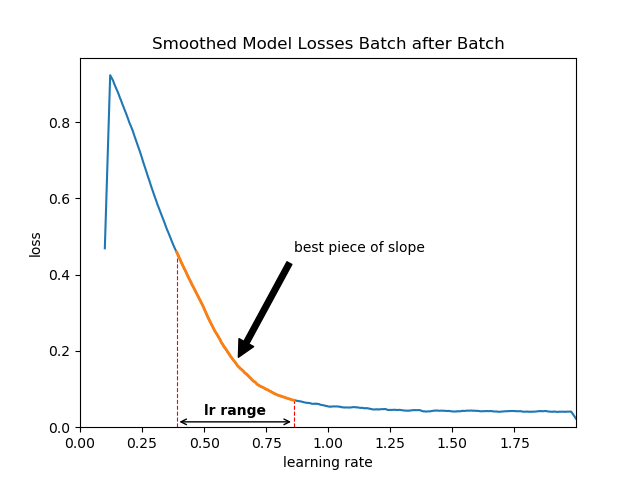 Smoothed Model Losses Batch after Batch
0.8
0.6
loss
best piece of slope
0.4
0.2
lr range
0.0
0.00 0.25 0.50 0.75 1.00 1.25 1.50 1.75
learning rate